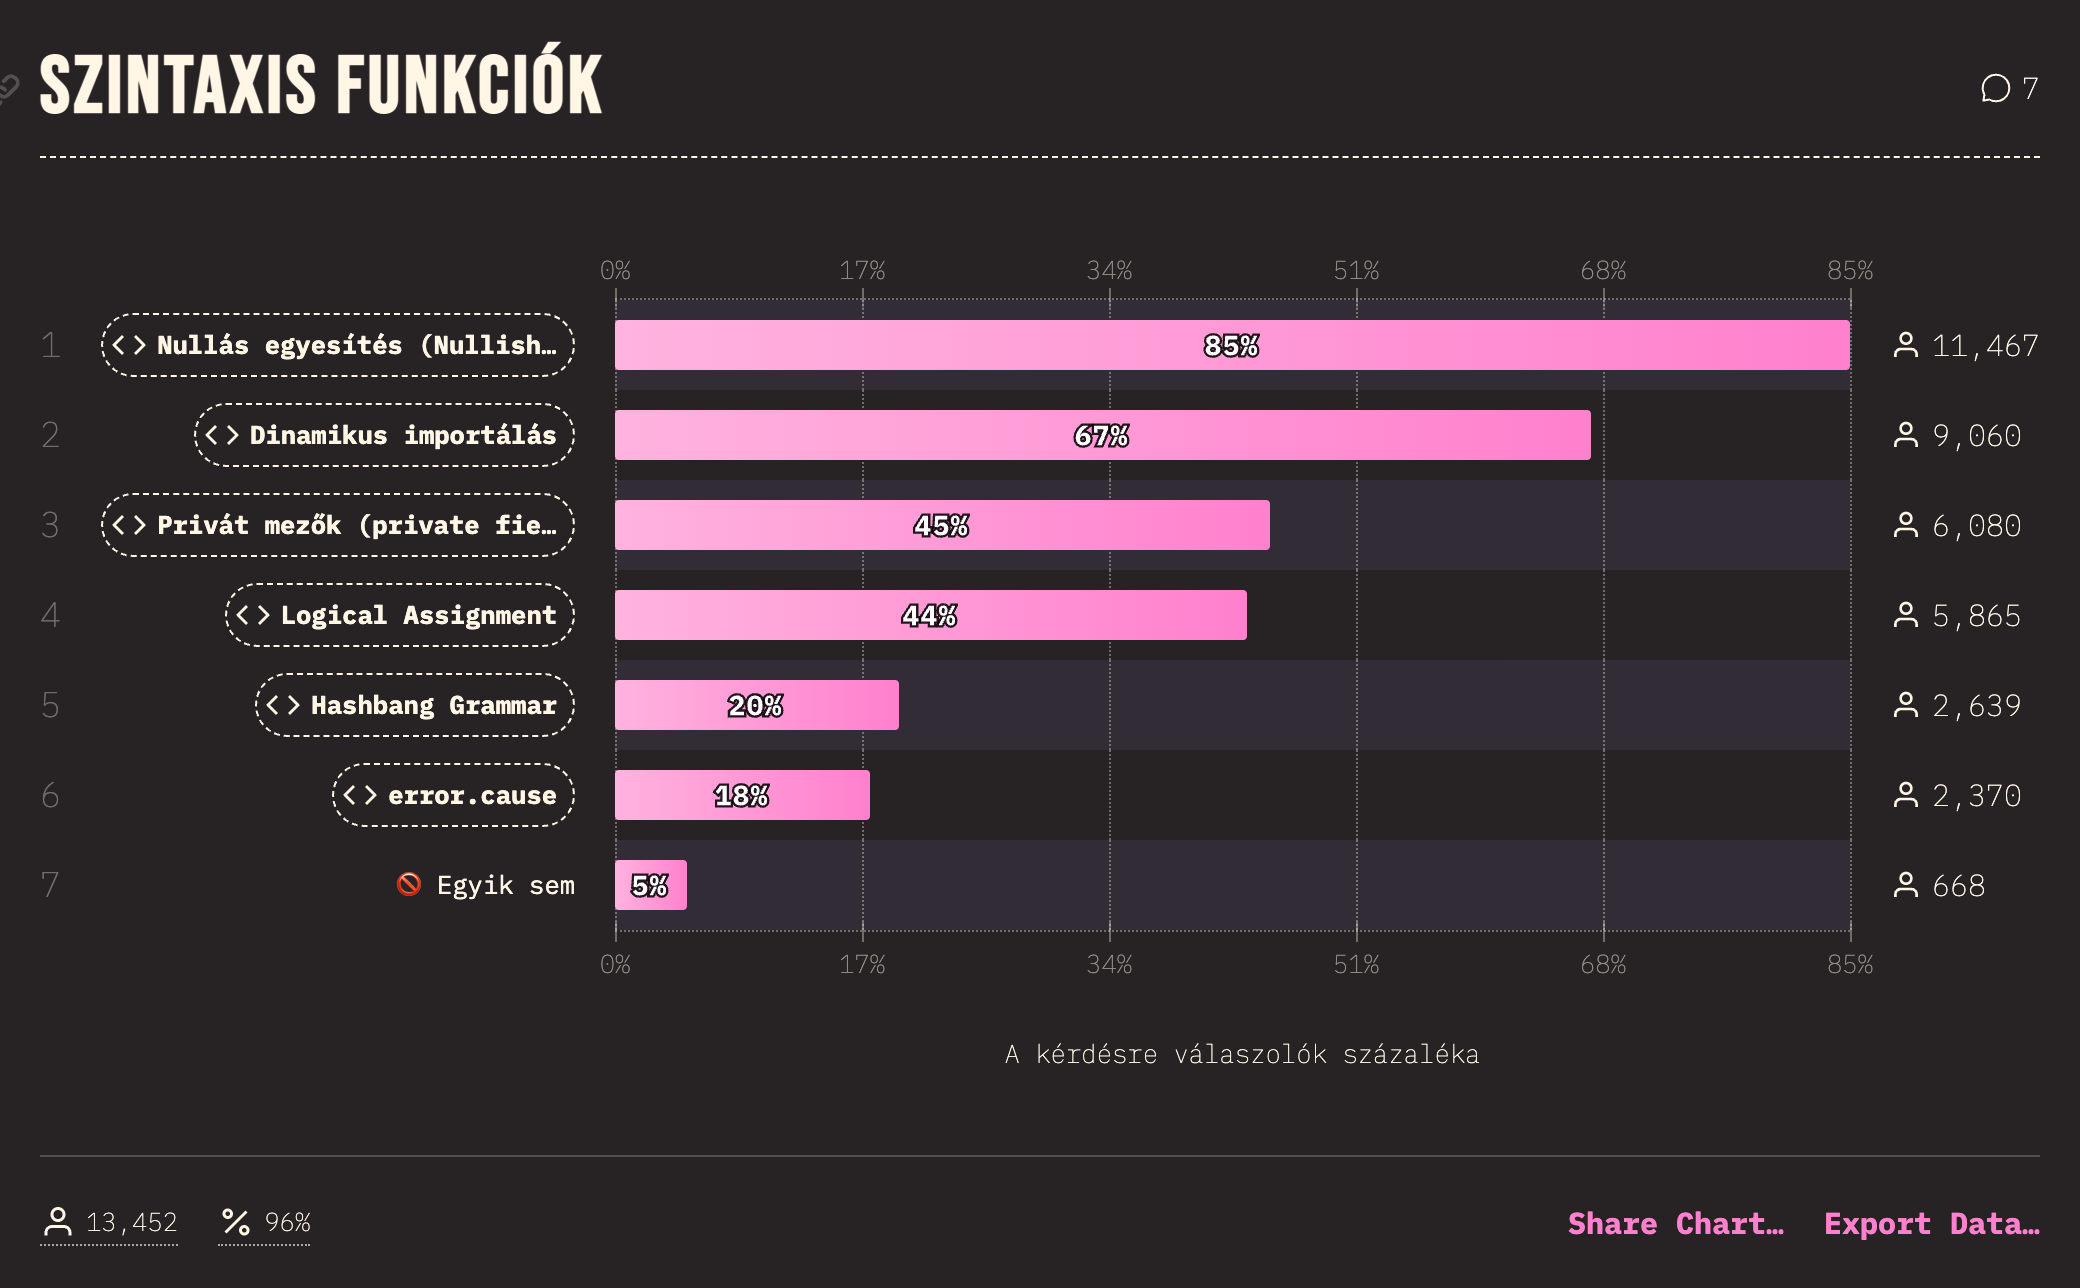 SZINTAXIS FUNKCIÓK
7
0% 17% 34% 51% 68% 85%
1 <> Nullás egyesítés (Nullish… 85% 11,467
2 <> Dinamikus importálás 67% 9,060
3 <> Privát mezők (private fie… 45% 6,080
4 <> Logical Assignment 44% 5,865
5 <> Hashbang Grammar 20% 2,639
6 <> error.cause 18% 2,370
7 Egyik sem 5% 668
0% 17% 34% 51% 68% 85%
A kérdésre válaszolók százaléka
13,452 % 96% Share Chart… Export Data…